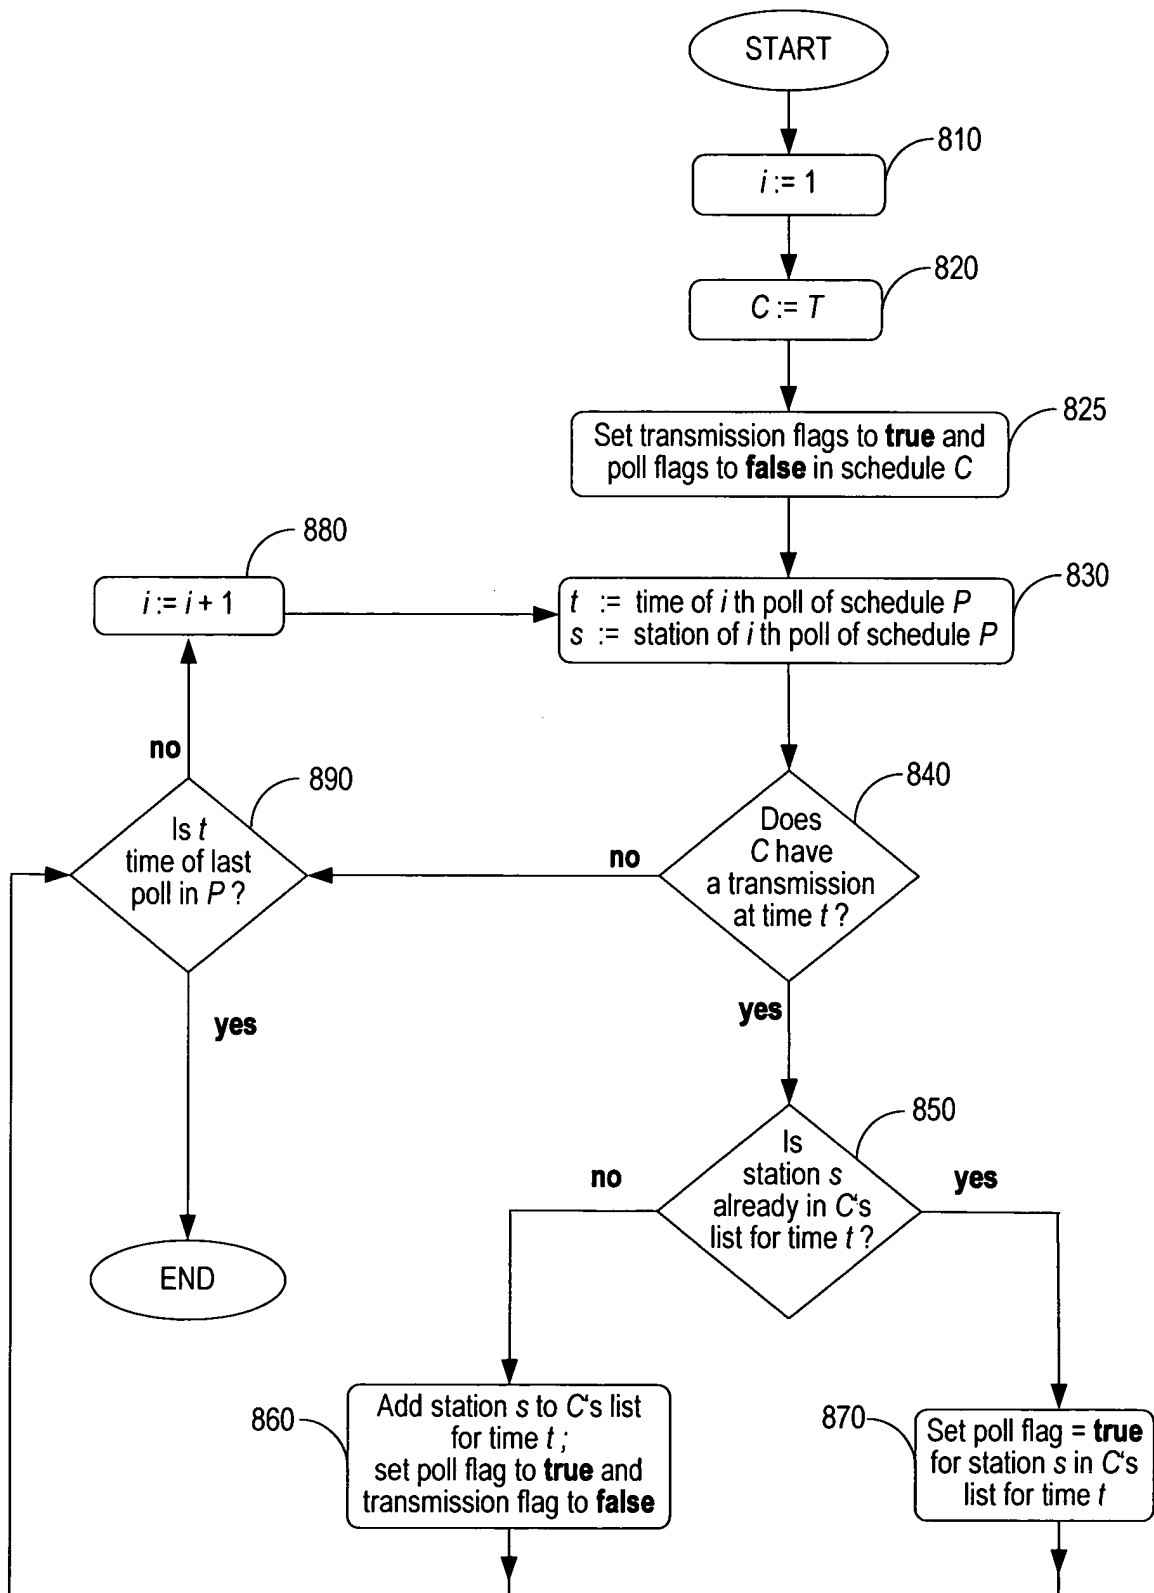 START
810
i := 1
820
C := T
825
Set transmission flags to true and
poll flags to false in schedule C
880
i := i + 1
830
t := time of i th poll of schedule P
s := station of i th poll of schedule P
no
890
Is t
time of last
poll in P ?
840
Does
C have
a transmission
at time t ?
no
yes
yes
850
Is
station s
already in C‘s
list for time t ?
no
yes
END
860
Add station s to C‘s list
for time t ;
set poll flag to true and
transmission flag to false
870
Set poll flag = true
for station s in C‘s
list for time t